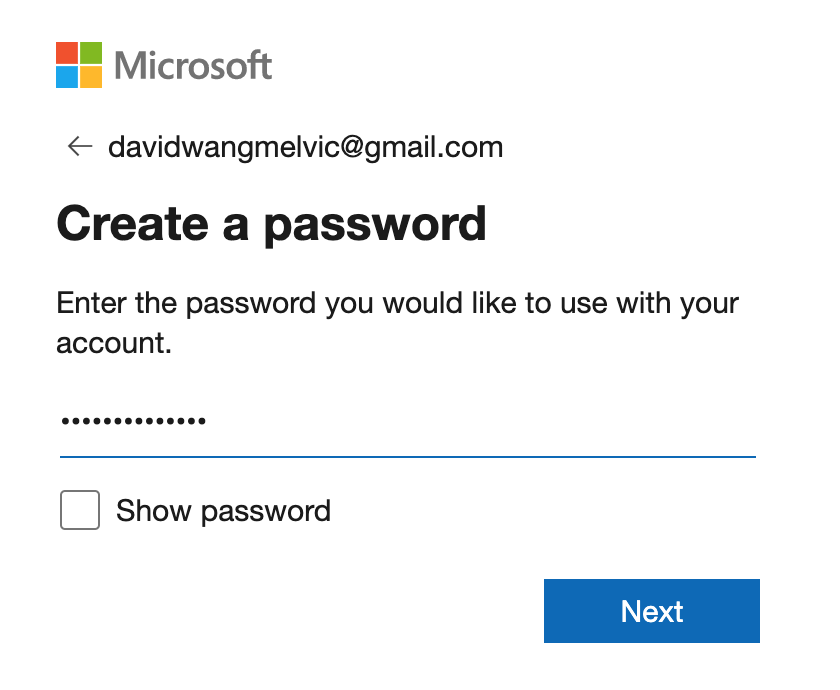 Microsoft
← davidwangmelvic@gmail.com
Create a password
Enter the password you would like to use with your
account.
••••••••••••••
Show password
Next